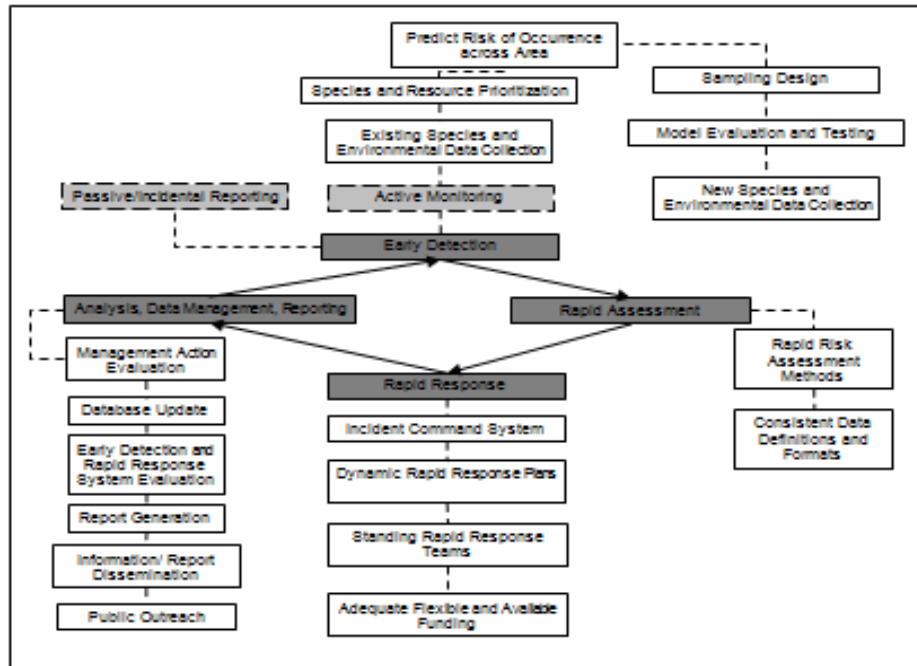 Predict Risk of Occurrence
across Area
Species and Resource Prioritization
Sampling Design
Existing Species and
Environmental Data Collection
Model Evaluation and Testing
Passive/Incidental Reporting
Active Monitoring
New Species and
Environmental Data Collection
Early Detection
Analysis, Data Management, Reporting
Rapid Assessment
Management Action
Evaluation
Rapid Risk
Assessment
Methods
Rapid Response
Database Update
Incident Command System
Consistent Data
Definitions and
Formats
Early Detection and
Rapid Response
System Evaluation
Dynamic Rapid Response Plans
Report Generation
Standing Rapid Response
Teams
Information/ Report
Dissemination
Public Outreach
Adequate Flexible and Available
Funding